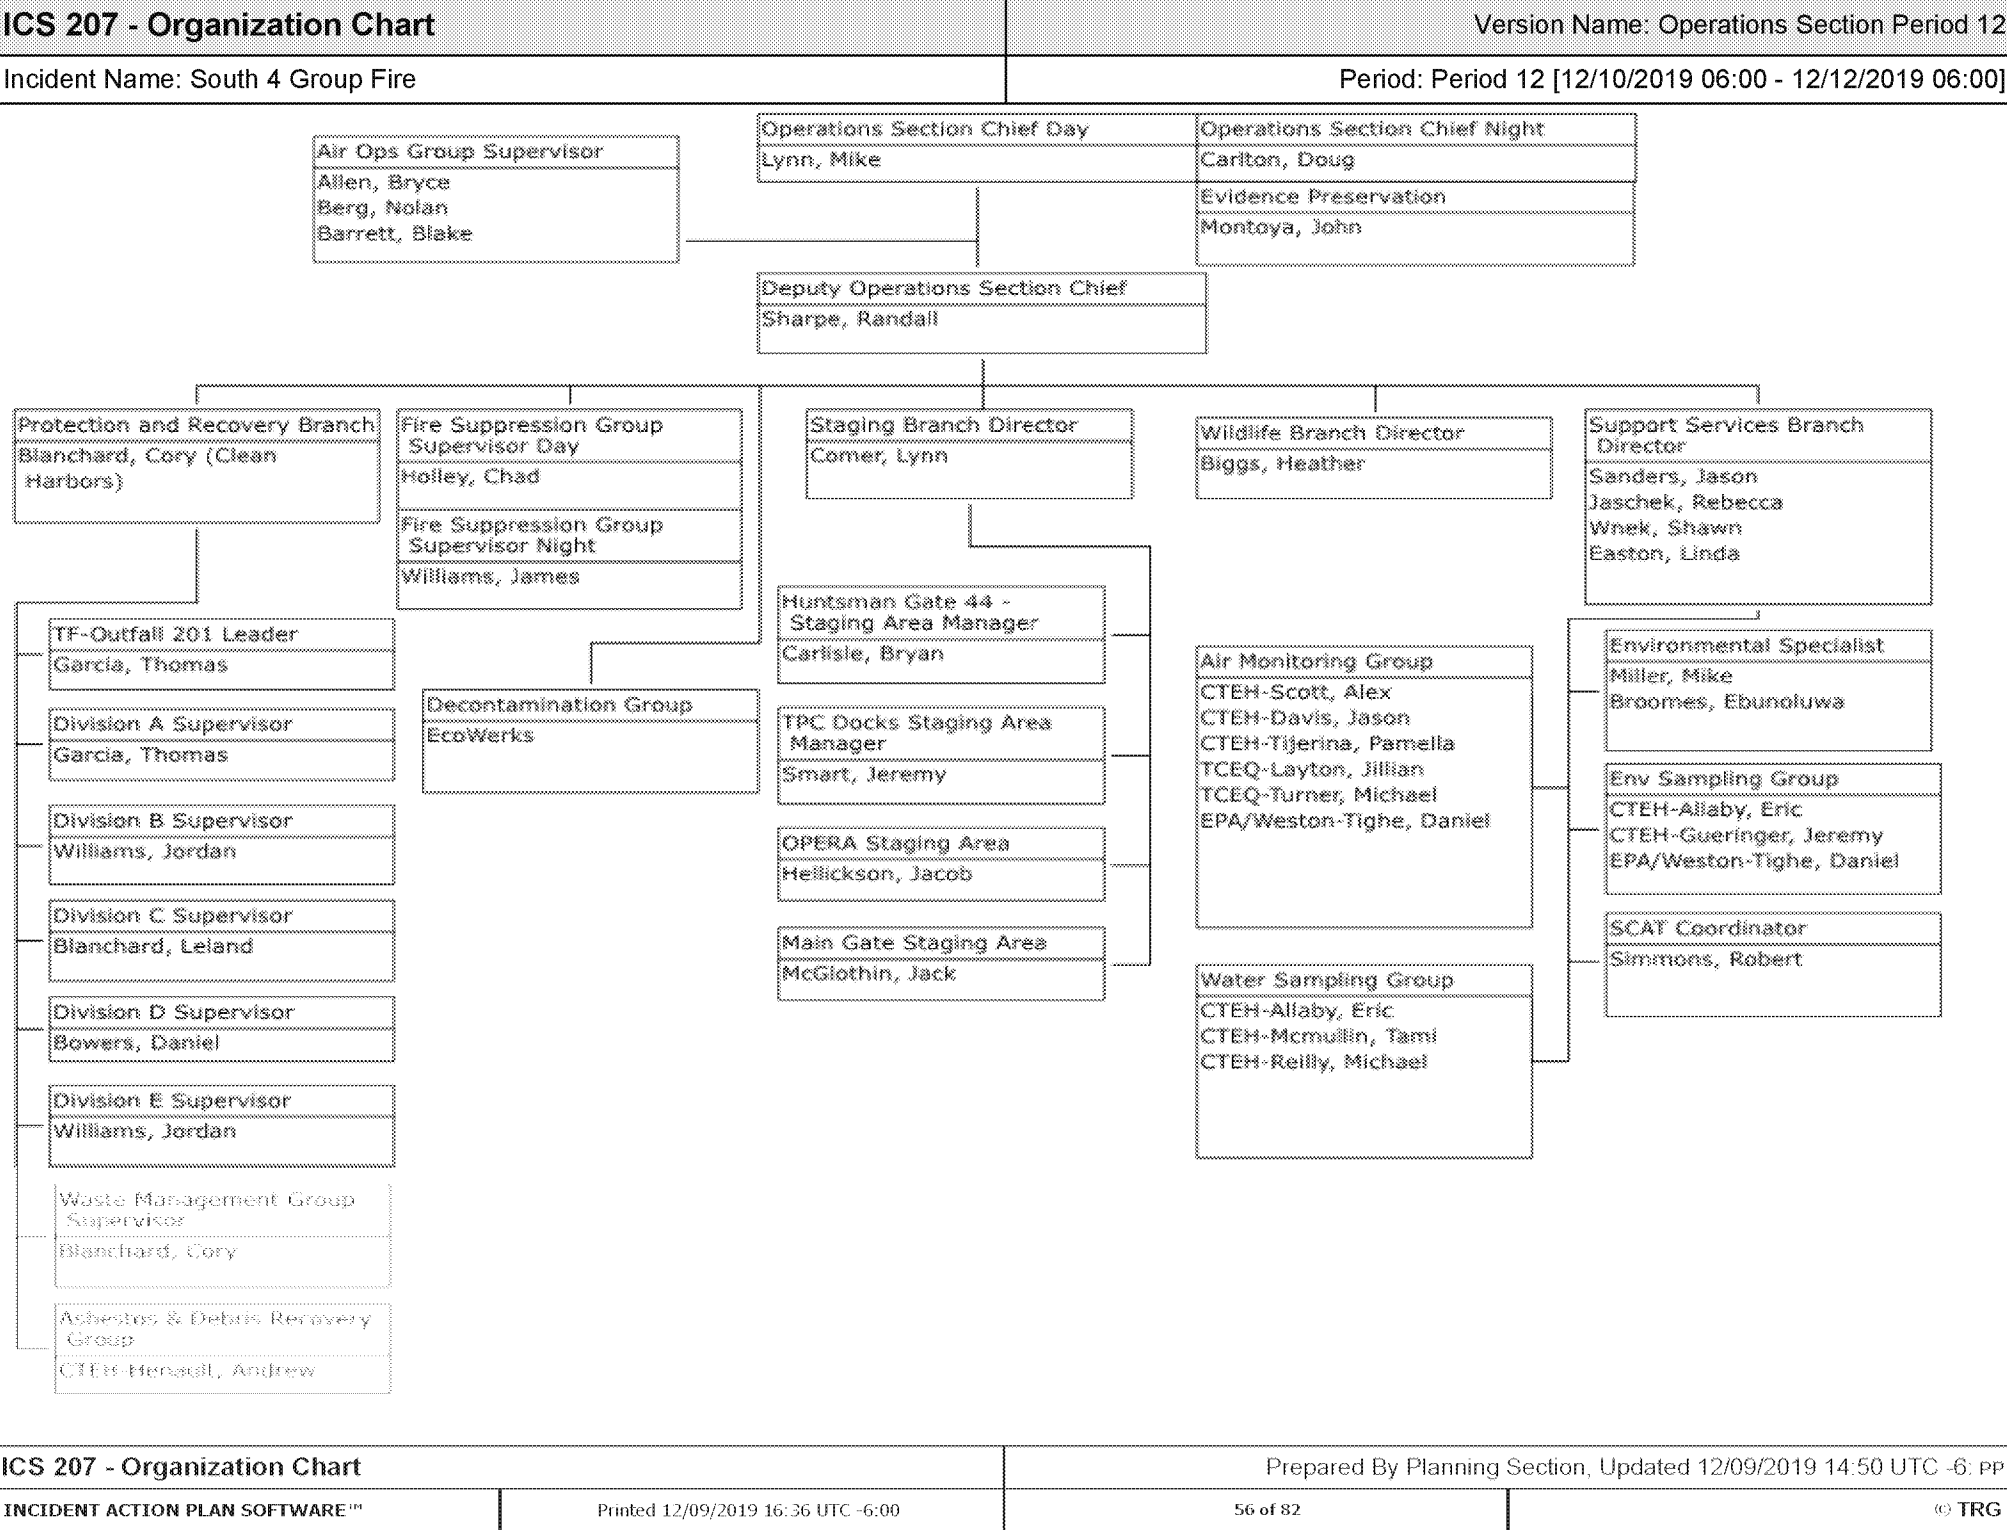 ICS 207 - Organization Chart
Version Name: Operations Section Period 12
Incident Name: South 4 Group Fire
Period: Period 12 [12/10/2019 06:00 - 12/12/2019 06:00]
Operations Section Chief Day
Lynn, Mike
Operations Section Chief Night
Carlton, Doug
Evidence Preservation
Montoya, John
Air Ops Group Supervisor
Allen, Bryce
Berg, Nolan
Barrett, Blake
Deputy Operations Section Chief
Sharpe, Randall
Protection and Recovery Branch
Blanchard, Cory (Clean
Harbors)
Fire Suppression Group
Supervisor Day
Holley, Chad
Fire Suppression Group
Supervisor Night
Williams, James
Staging Branch Director
Comer, Lynn
Wildlife Branch Director
Biggs, Heather
Support Services Branch
Director
Sanders, Jason
Jaschek, Rebecca
Wnek, Shawn
Easton, Linda
TF-Outfall 201 Leader
Garcia, Thomas
Division A Supervisor
Garcia, Thomas
Division B Supervisor
Williams, Jordan
Division C Supervisor
Blanchard, Leland
Division D Supervisor
Bowers, Daniel
Division E Supervisor
Williams, Jordan
Waste Management Group
Supervisor
Blanchard, Cory
Asbestos & Debris Recovery
Group
CTEH-Henault, Andrew
Decontamination Group
EcoWerks
Huntsman Gate 44 -
Staging Area Manager
Carlisle, Bryan
TPC Docks Staging Area
Manager
Smart, Jeremy
OPERA Staging Area
Hellickson, Jacob
Main Gate Staging Area
McGlothin, Jack
Air Monitoring Group
CTEH-Scott, Alex
CTEH-Davis, Jason
CTEH-Tijerina, Pamella
TCEQ-Layton, Jillian
TCEQ-Turner, Michael
EPA/Weston-Tighe, Daniel
Water Sampling Group
CTEH-Allaby, Eric
CTEH-Mcmullin, Tami
CTEH-Reilly, Michael
Environmental Specialist
Miller, Mike
Broomes, Ebunoluwa
Env Sampling Group
CTEH-Allaby, Eric
CTEH-Gueringer, Jeremy
EPA/Weston-Tighe, Daniel
SCAT Coordinator
Simmons, Robert
ICS 207 - Organization Chart
Prepared By Planning Section, Updated 12/09/2019 14:50 UTC -6: PP
INCIDENT ACTION PLAN SOFTWARE™
Printed 12/09/2019 16:36 UTC -6:00
56 of 82
© TRG